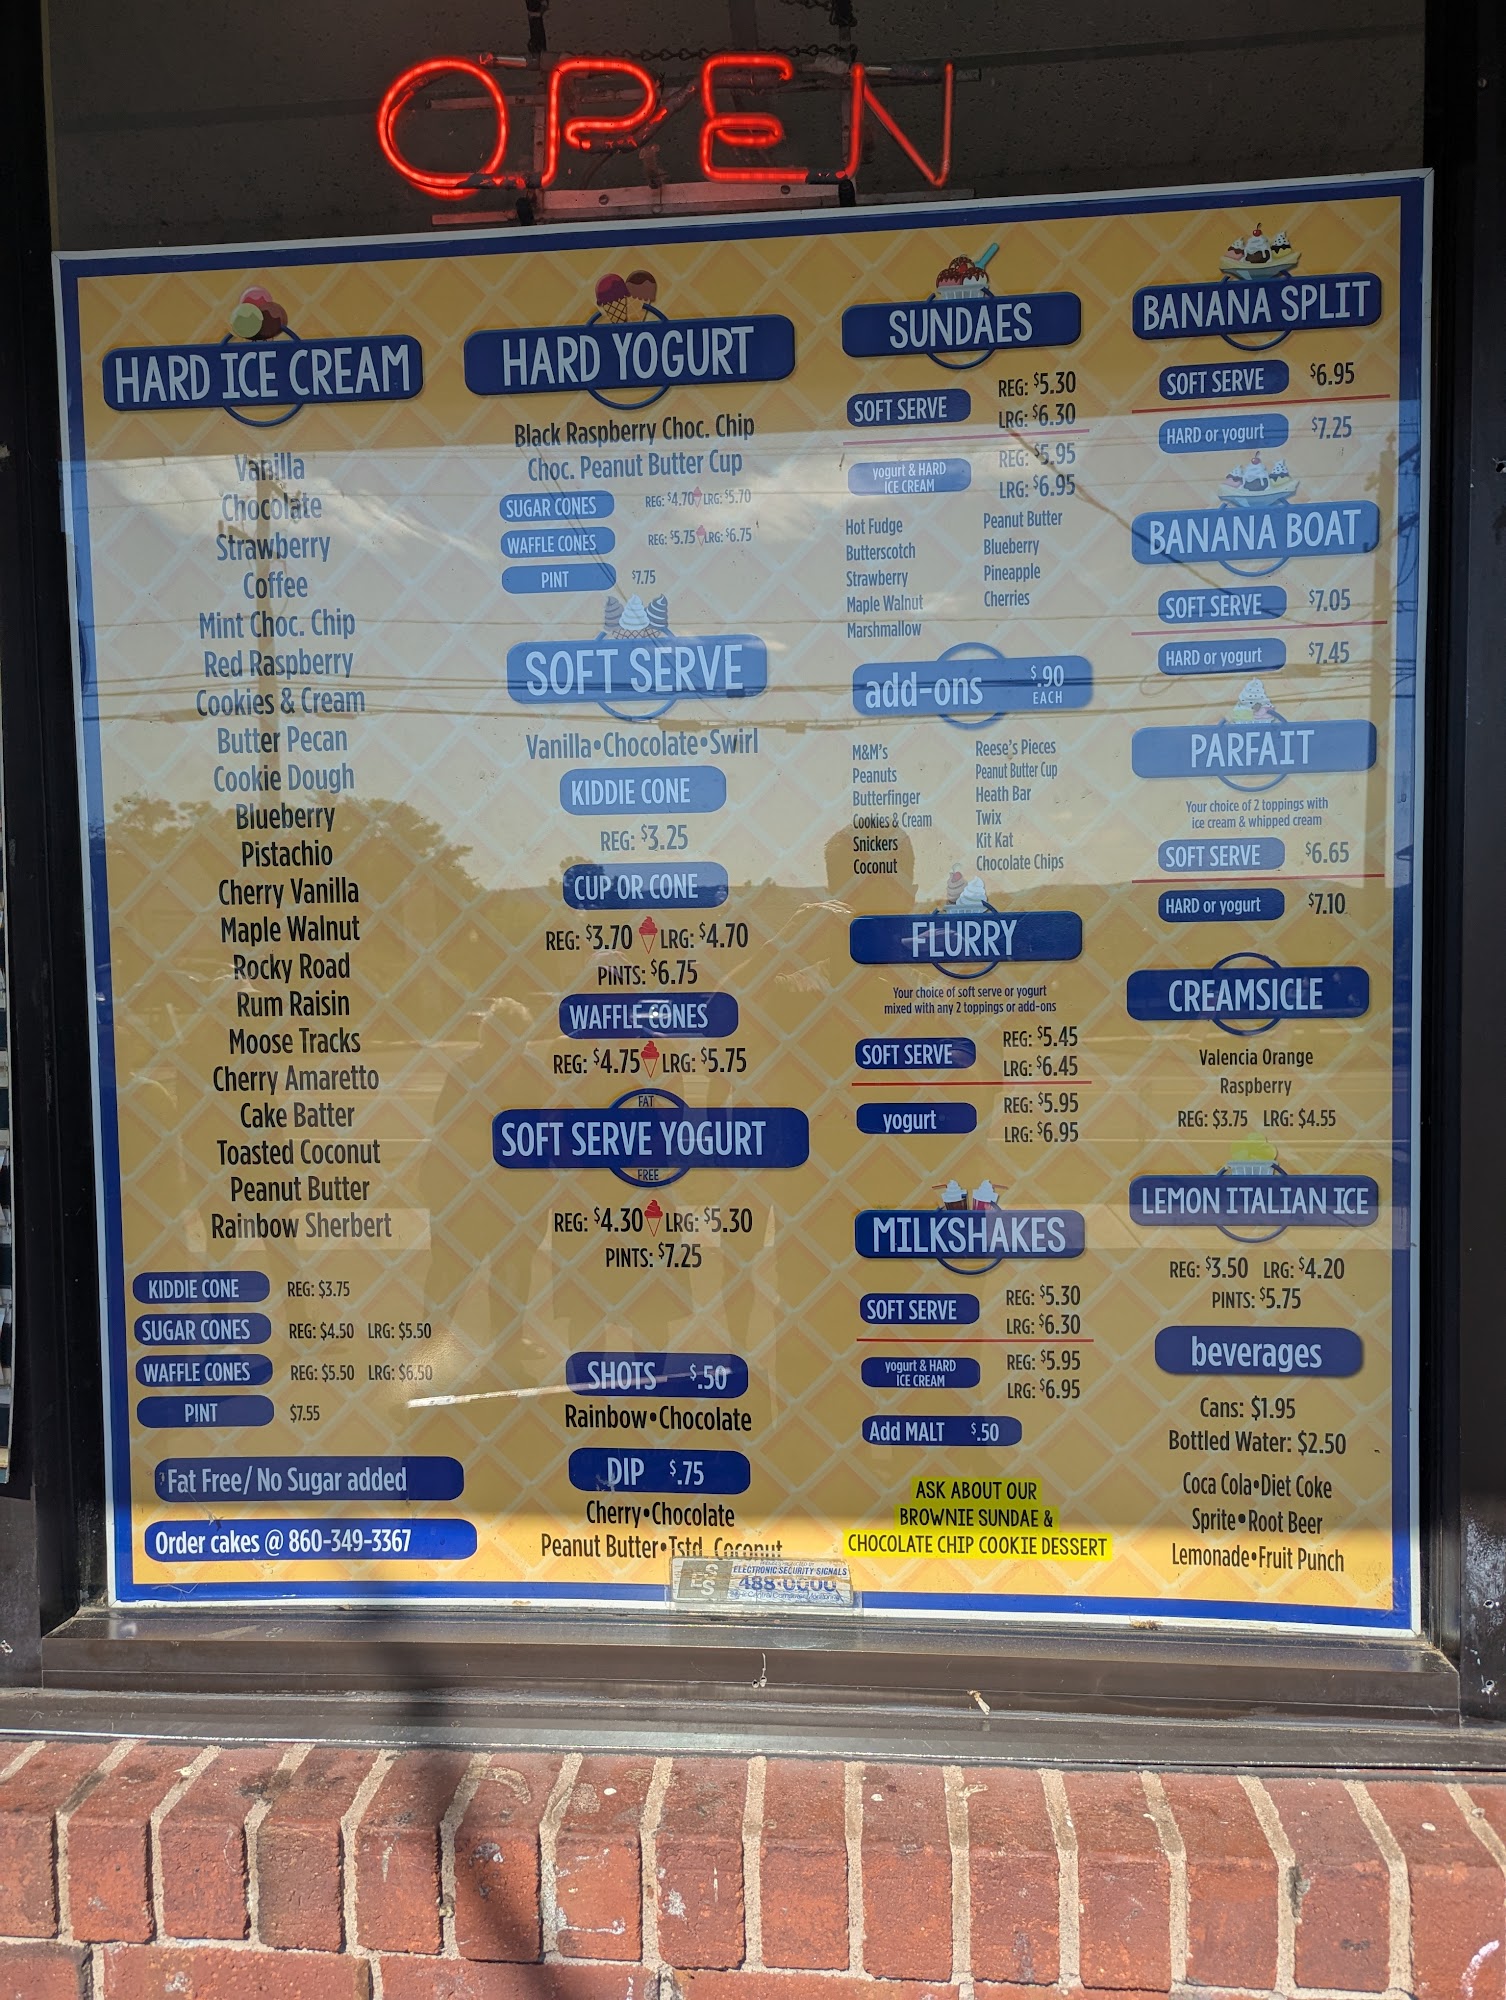 OPEN
HARD ICE CREAM
Vanilla
Chocolate
Strawberry
Coffee
Mint Choc. Chip
Red Raspberry
Cookies & Cream
Butter Pecan
Cookie Dough
Blueberry
Pistachio
Cherry Vanilla
Maple Walnut
Rocky Road
Rum Raisin
Moose Tracks
Cherry Amaretto
Cake Batter
Toasted Coconut
Peanut Butter
Rainbow Sherbert
KIDDIE CONE REG: $3.75
SUGAR CONES REG: $4.50 LRG: $5.50
WAFFLE CONES REG: $5.50 LRG: $6.50
PINT $7.55
Fat Free/ No Sugar added
Order cakes @ 860-349-3367
HARD YOGURT
Black Raspberry Choc. Chip
Choc. Peanut Butter Cup
SUGAR CONES REG: $4.70 LRG: $5.70
WAFFLE CONES REG: $5.75 LRG: $6.75
PINT $7.75
SOFT SERVE
Vanilla•Chocolate•Swirl
KIDDIE CONE
REG: $3.25
CUP OR CONE
REG: $3.70 LRG: $4.70
PINTS: $6.75
WAFFLE CONES
REG: $4.75 LRG: $5.75
FAT
SOFT SERVE YOGURT
FREE
REG: $4.30 LRG: $5.30
PINTS: $7.25
SHOTS $.50
Rainbow•Chocolate
DIP $.75
Cherry•Chocolate
Peanut Butter•Tstd. Coconut
SUNDAES
SOFT SERVE REG: $5.30
LRG: $6.30
yogurt & HARD
ICE CREAM
REG: $5.95
LRG: $6.95
Hot Fudge
Butterscotch
Strawberry
Maple Walnut
Marshmallow
Peanut Butter
Blueberry
Pineapple
Cherries
add-ons $.90
EACH
M&M's
Peanuts
Butterfinger
Cookies & Cream
Snickers
Coconut
Reese's Pieces
Peanut Butter Cup
Heath Bar
Twix
Kit Kat
Chocolate Chips
FLURRY
Your choice of soft serve or yogurt
mixed with any 2 toppings or add-ons
SOFT SERVE REG: $5.45
LRG: $6.45
yogurt REG: $5.95
LRG: $6.95
MILKSHAKES
SOFT SERVE REG: $5.30
LRG: $6.30
yogurt & HARD
ICE CREAM
REG: $5.95
LRG: $6.95
Add MALT $.50
ASK ABOUT OUR
BROWNIE SUNDAE &
CHOCOLATE CHIP COOKIE DESSERT
BANANA SPLIT
SOFT SERVE $6.95
HARD or yogurt $7.25
BANANA BOAT
SOFT SERVE $7.05
HARD or yogurt $7.45
PARFAIT
Your choice of 2 toppings with
ice cream & whipped cream
SOFT SERVE $6.65
HARD or yogurt $7.10
CREAMSICLE
Valencia Orange
Raspberry
REG: $3.75 LRG: $4.55
LEMON ITALIAN ICE
REG: $3.50 LRG: $4.20
PINTS: $5.75
beverages
Cans: $1.95
Bottled Water: $2.50
Coca Cola•Diet Coke
Sprite•Root Beer
Lemonade•Fruit Punch
ESS
ELECTRONIC SECURITY SIGNALS
488-0000